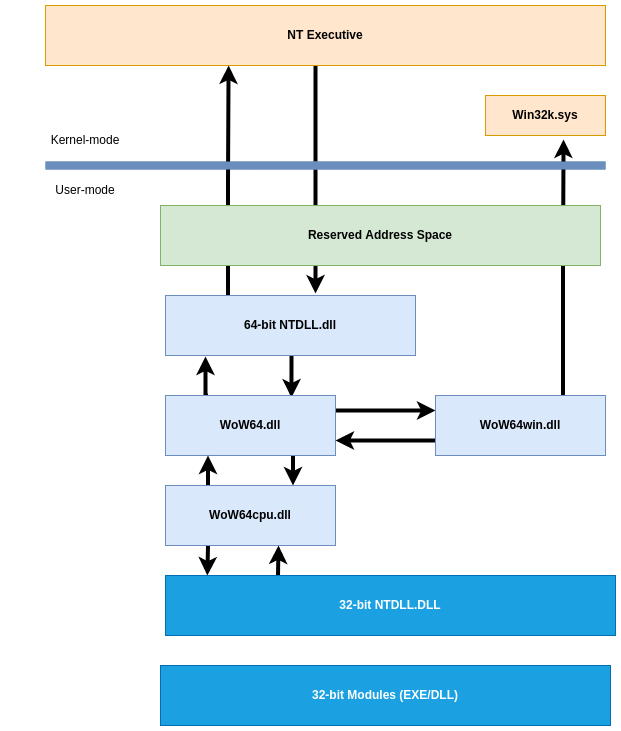 NT Executive
Win32k.sys
Kernel-mode
User-mode
Reserved Address Space
64-bit NTDLL.dll
WoW64.dll
WoW64win.dll
WoW64cpu.dll
32-bit NTDLL.DLL
32-bit Modules (EXE/DLL)